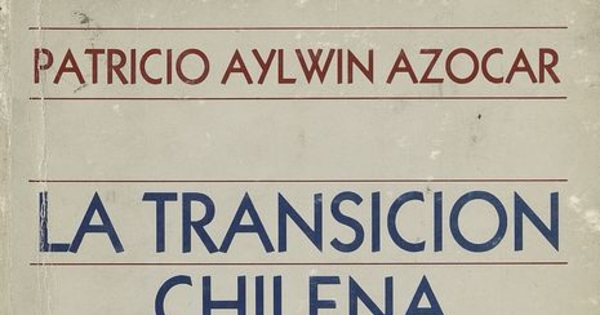 PATRICIO AYLWIN AZOCAR
LA TRANSICION
CHILENA